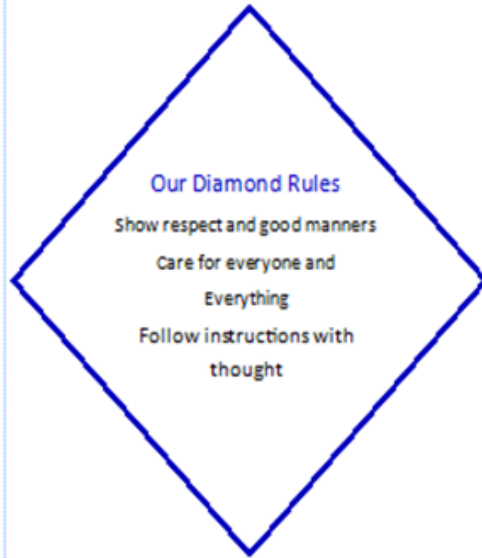 Our Diamond Rules
Show respect and good manners
Care for everyone and
Everything
Follow instructions with
thought